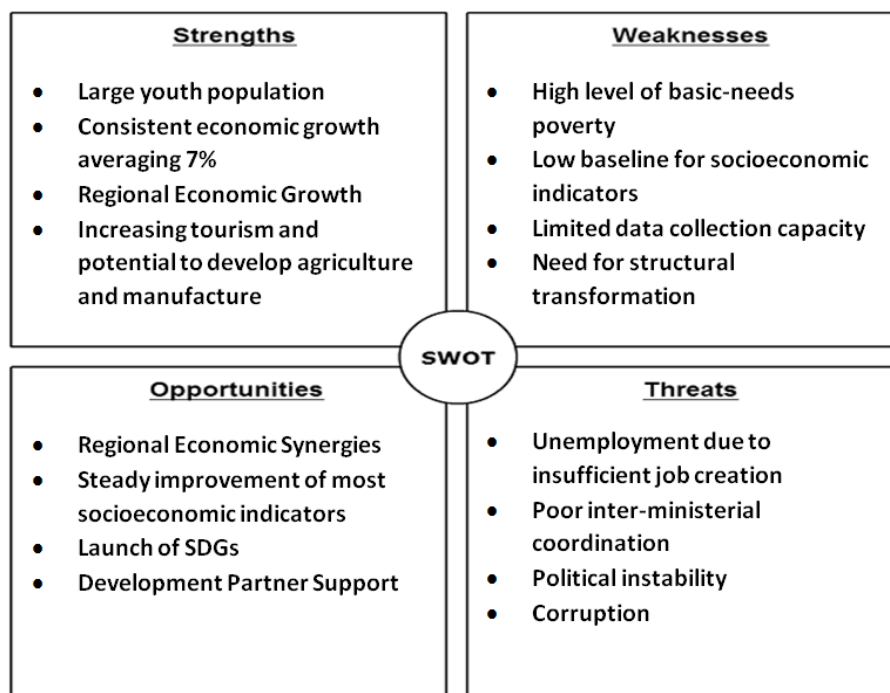 Strengths
• Large youth population
• Consistent economic growth
averaging 7%
• Regional Economic Growth
• Increasing tourism and
potential to develop agriculture
and manufacture
Weaknesses
• High level of basic-needs
poverty
• Low baseline for socioeconomic
indicators
• Limited data collection capacity
• Need for structural
transformation
SWOT
Opportunities
• Regional Economic Synergies
• Steady improvement of most
socioeconomic indicators
• Launch of SDGs
• Development Partner Support
Threats
• Unemployment due to
insufficient job creation
• Poor inter-ministerial
coordination
• Political instability
• Corruption